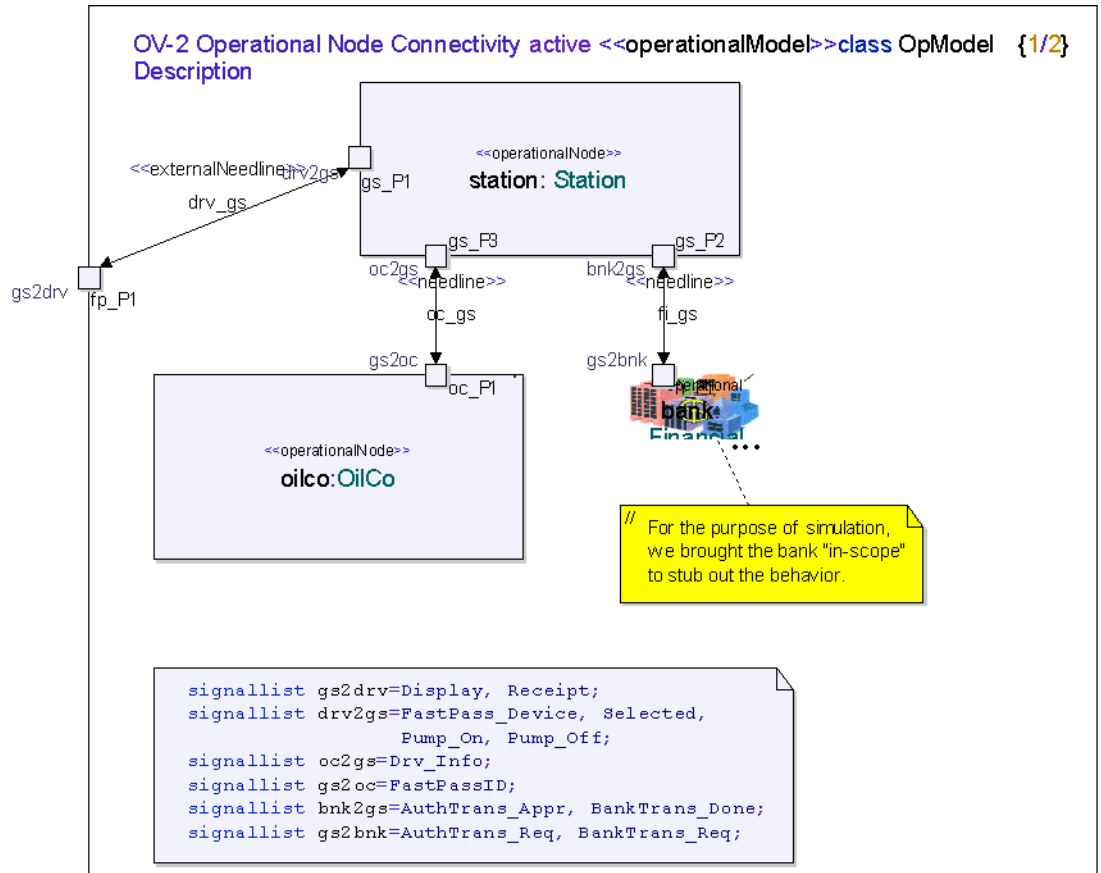 OV-2 Operational Node Connectivity active <<operationalModel>>class OpModel {1/2}
Description
<<operationalNode>>
station: Station
<<externalNeedline>>
drv2gs
gs_P1
drv_gs
gs_P3
gs_P2
oc2gs
bnk2gs
<<needline>>
<<needline>>
gs2drv
fp_P1
oc_gs
fi_gs
gs2oc
gs2bnk
oc_P1
bank:
Financial
...
<<operationalNode>>
oilco:OilCo
// For the purpose of simulation,
we brought the bank "in-scope"
to stub out the behavior.
signallist gs2drv=Display, Receipt;
signallist drv2gs=FastPass_Device, Selected,
Pump_On, Pump_Off;
signallist oc2gs=Drv_Info;
signallist gs2oc=FastPassID;
signallist bnk2gs=AuthTrans_Appr, BankTrans_Done;
signallist gs2bnk=AuthTrans_Req, BankTrans_Req;